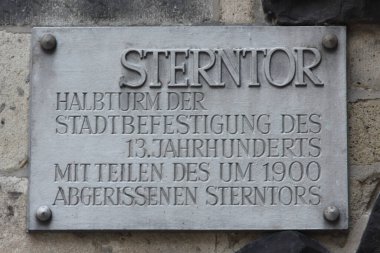 STERNTOR
HALBTURM DER
STADTBEFESTIGUNG DES
13. JAHRHUNDERTS
MIT TEILEN DES UM 1900
ABGERISSENEN STERNTORS